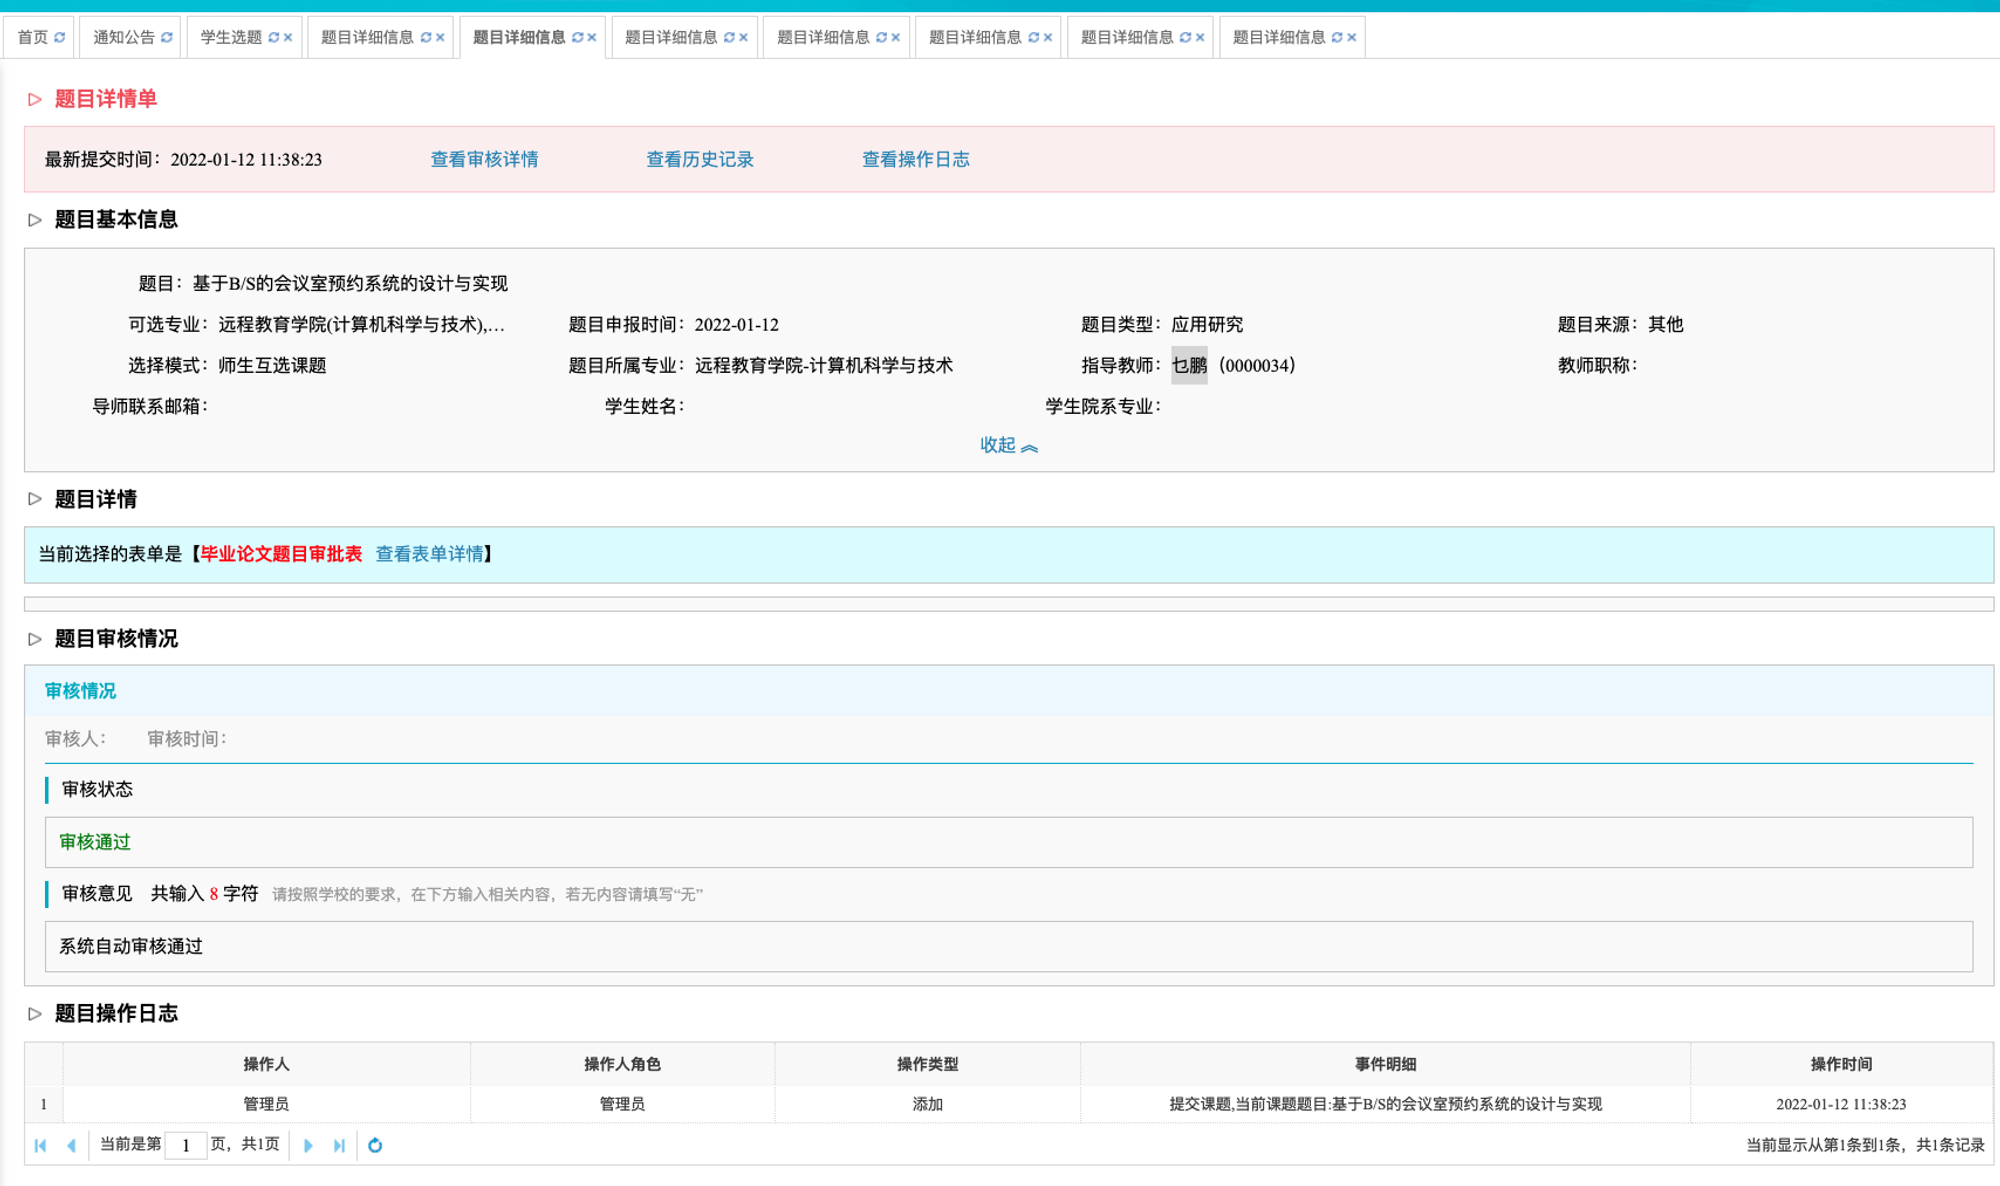 首页 通知公告 学生选题 题目详细信息 题目详细信息 题目详细信息 题目详细信息 题目详细信息 题目详细信息 题目详细信息
题目详情单
最新提交时间：2022-01-12 11:38:23 查看审核详情 查看历史记录 查看操作日志
题目基本信息
题目：基于B/S的会议室预约系统的设计与实现
可选专业：远程教育学院(计算机科学与技术),... 题目申报时间：2022-01-12 题目类型：应用研究 题目来源：其他
选择模式：师生互选课题 题目所属专业：远程教育学院-计算机科学与技术 指导教师：乜鹏（0000034） 教师职称：
导师联系邮箱： 学生姓名： 学生院系专业：
收起
题目详情
当前选择的表单是【毕业论文题目审批表 查看表单详情】
题目审核情况
审核情况
审核人： 审核时间：
审核状态
审核通过
审核意见 共输入 8 字符 请按照学校的要求，在下方输入相关内容，若无内容请填写“无”
系统自动审核通过
题目操作日志
操作人 操作人角色 操作类型 事件明细 操作时间
1 管理员 管理员 添加 提交课题,当前课题题目:基于B/S的会议室预约系统的设计与实现 2022-01-12 11:38:23
当前是第 1 页，共1页 当前显示从第1条到1条，共1条记录